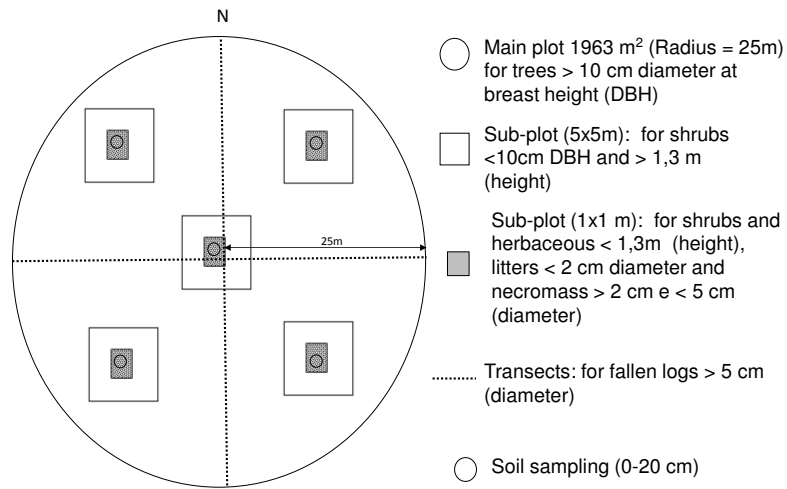 N
25m
Main plot 1963 m² (Radius = 25m)
for trees > 10 cm diameter at
breast height (DBH)
Sub-plot (5x5m): for shrubs
<10cm DBH and > 1,3 m
(height)
Sub-plot (1x1 m): for shrubs and
herbaceous < 1,3m (height),
litters < 2 cm diameter and
necromass > 2 cm e < 5 cm
(diameter)
Transects: for fallen logs > 5 cm
(diameter)
Soil sampling (0-20 cm)